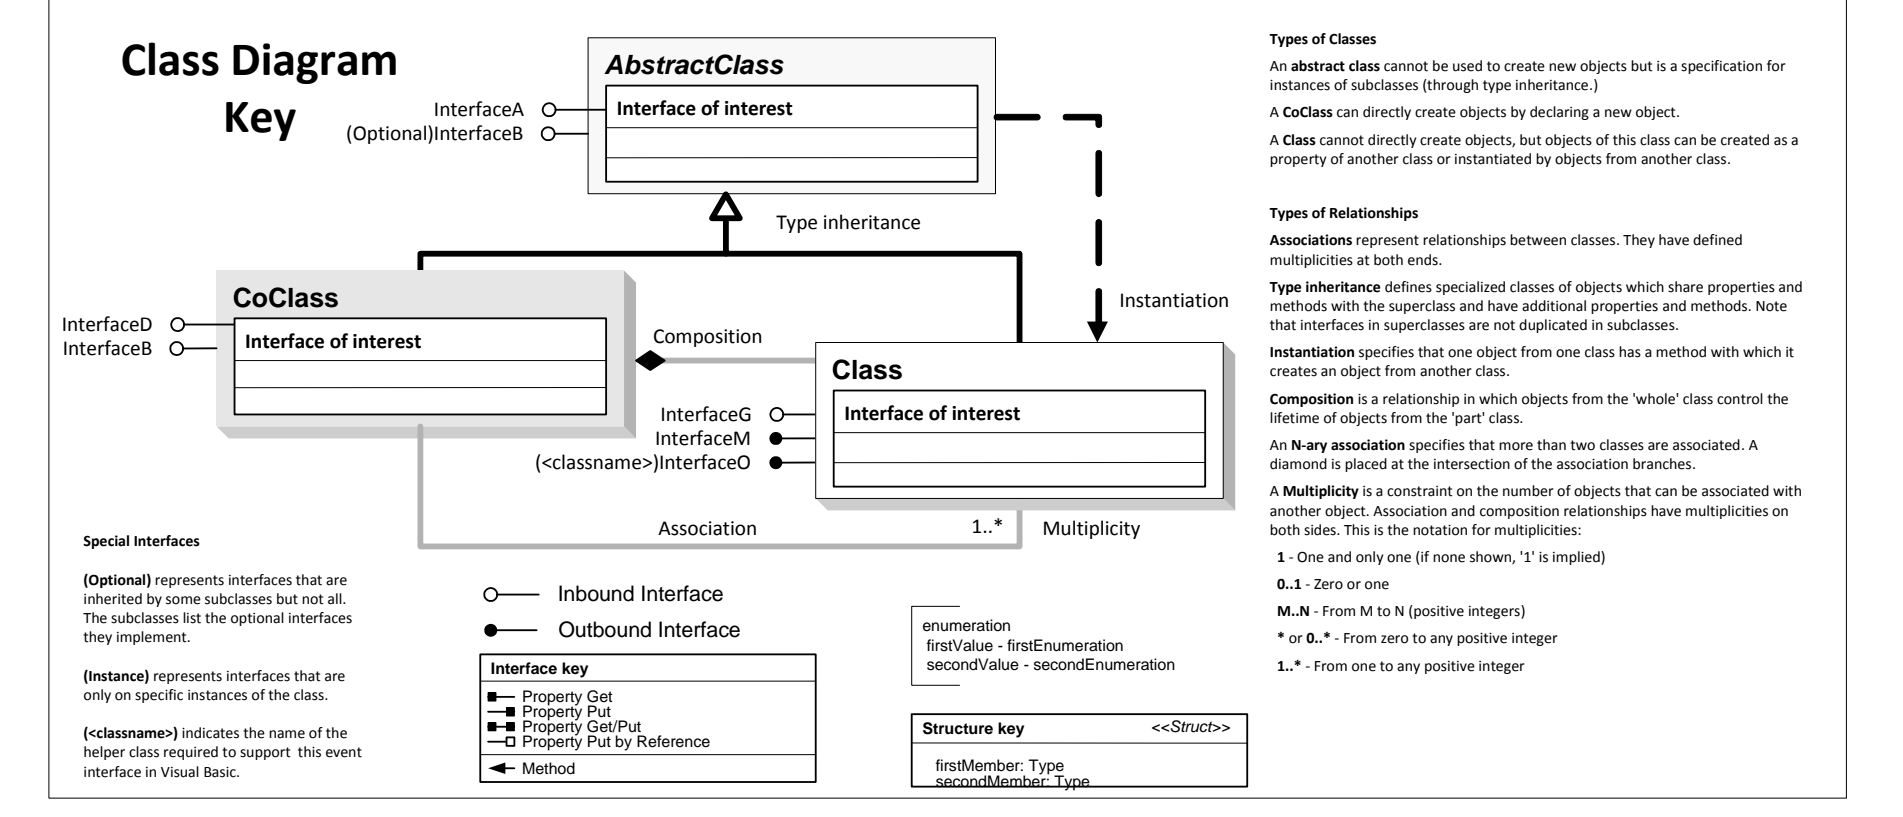 Class Diagram
Key
AbstractClass
Interface of interest
InterfaceA
(Optional)InterfaceB
Type inheritance
CoClass
Interface of interest
InterfaceD
InterfaceB
Composition
Instantiation
Class
Interface of interest
InterfaceG
InterfaceM
(<classname>)InterfaceO
Association
1..*
Multiplicity
Special Interfaces
(Optional) represents interfaces that are
inherited by some subclasses but not all.
The subclasses list the optional interfaces
they implement.
(Instance) represents interfaces that are
only on specific instances of the class.
(<classname>) indicates the name of the
helper class required to support this event
interface in Visual Basic.
Inbound Interface
Outbound Interface
Interface key
Property Get
Property Put
Property Get/Put
Property Put by Reference
Method
enumeration
firstValue - firstEnumeration
secondValue - secondEnumeration
Structure key <<Struct>>
firstMember: Type
secondMember: Type
Types of Classes
An abstract class cannot be used to create new objects but is a specification for
instances of subclasses (through type inheritance.)
A CoClass can directly create objects by declaring a new object.
A Class cannot directly create objects, but objects of this class can be created as a
property of another class or instantiated by objects from another class.
Types of Relationships
Associations represent relationships between classes. They have defined
multiplicities at both ends.
Type inheritance defines specialized classes of objects which share properties and
methods with the superclass and have additional properties and methods. Note
that interfaces in superclasses are not duplicated in subclasses.
Instantiation specifies that one object from one class has a method with which it
creates an object from another class.
Composition is a relationship in which objects from the 'whole' class control the
lifetime of objects from the 'part' class.
An N-ary association specifies that more than two classes are associated. A
diamond is placed at the intersection of the association branches.
A Multiplicity is a constraint on the number of objects that can be associated with
another object. Association and composition relationships have multiplicities on
both sides. This is the notation for multiplicities:
1 - One and only one (if none shown, '1' is implied)
0..1 - Zero or one
M..N - From M to N (positive integers)
* or 0..* - From zero to any positive integer
1..* - From one to any positive integer